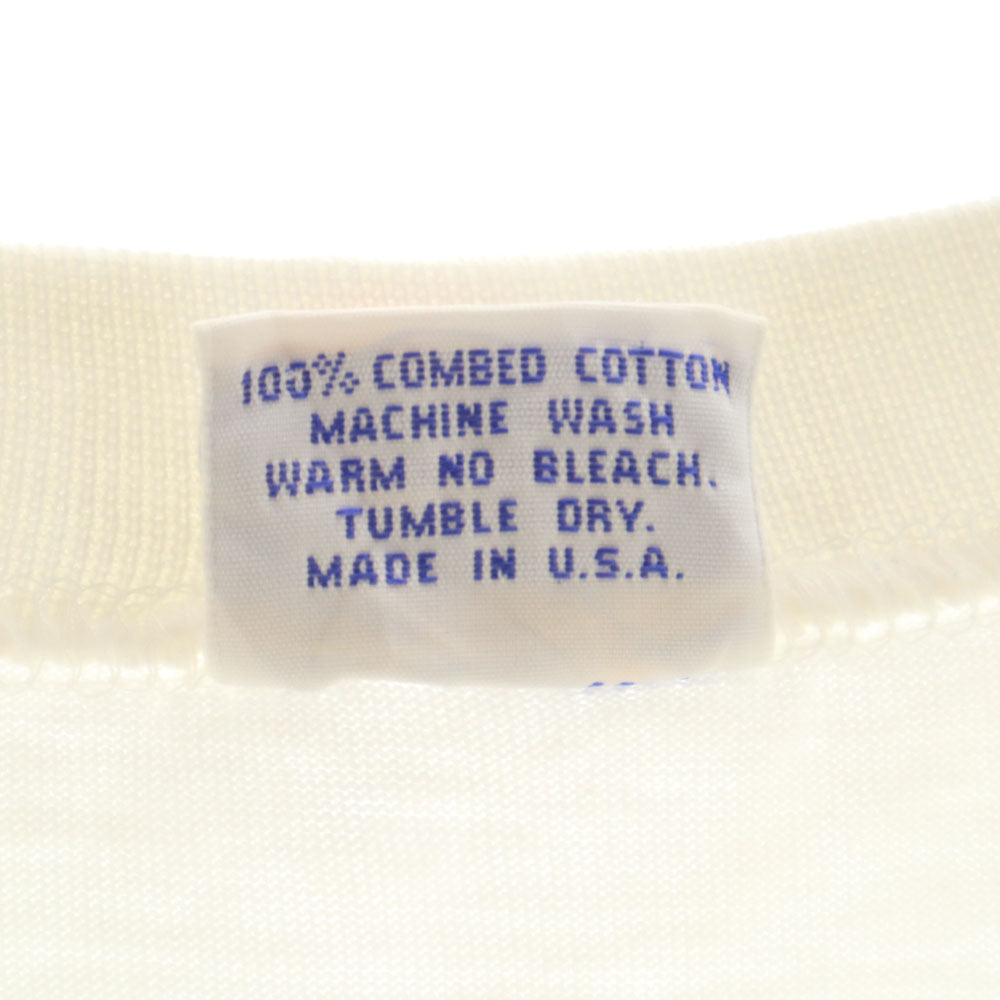 100% COMBED COTTON
MACHINE WASH
WARM NO BLEACH.
TUMBLE DRY.
MADE IN U.S.A.